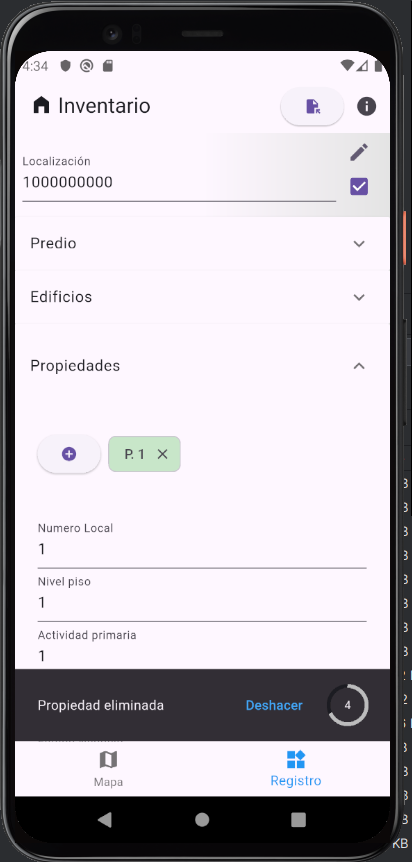 4:34
Inventario
Localización
1000000000
Predio
Edificios
Propiedades
P. 1
Numero Local
1
Nivel piso
1
Actividad primaria
1
Propiedad eliminada
Deshacer
4
Mapa
Registro
KB